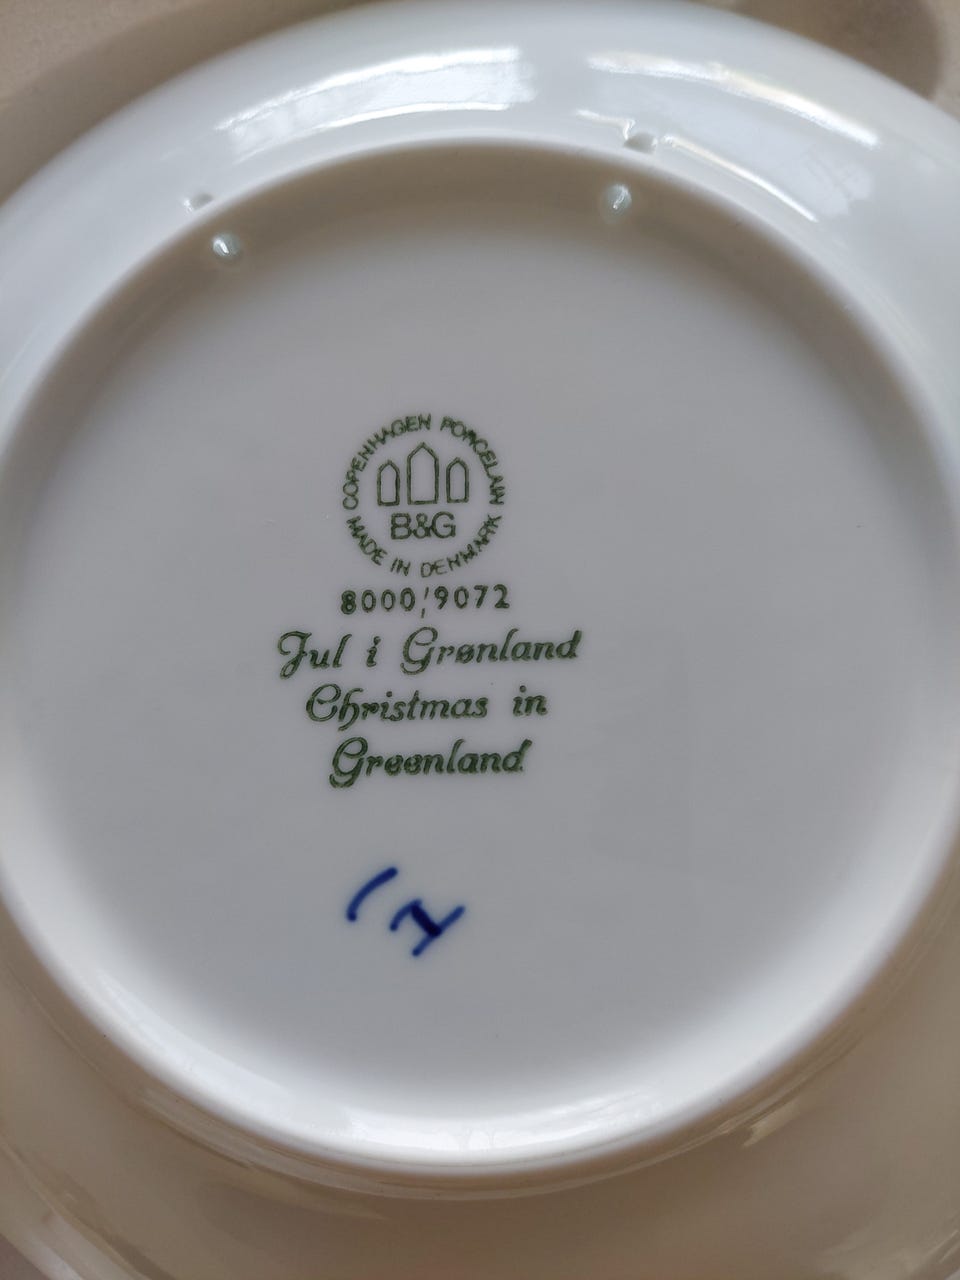 COPENHAGEN PORCELAIN
B&G
MADE IN DENMARK
8000/9072
Jul i Grønland
Christmas in
Greenland